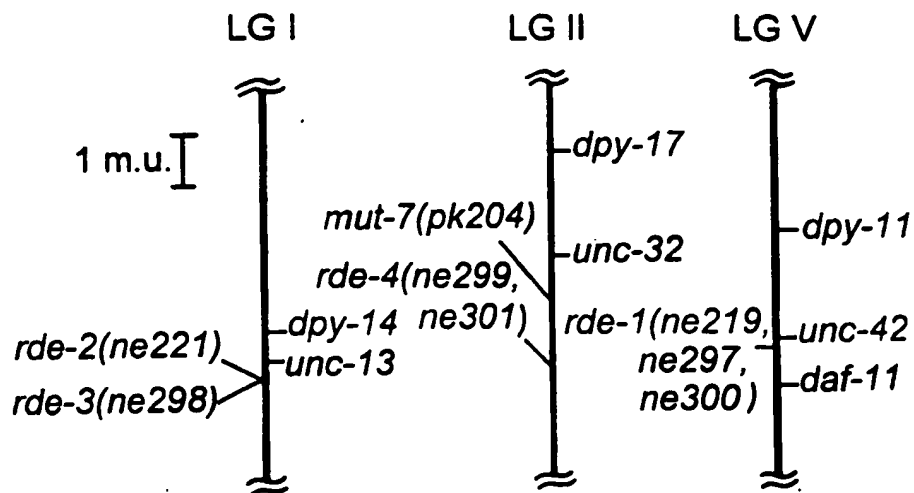 LG I
LG II
LG V
1 m.u.
dpy-17
mut-7(pk204)
dpy-11
unc-32
rde-4(ne299,
ne301)
dpy-14
rde-1(ne219,
ne297,
ne300)
unc-42
rde-2(ne221)
unc-13
daf-11
rde-3(ne298)